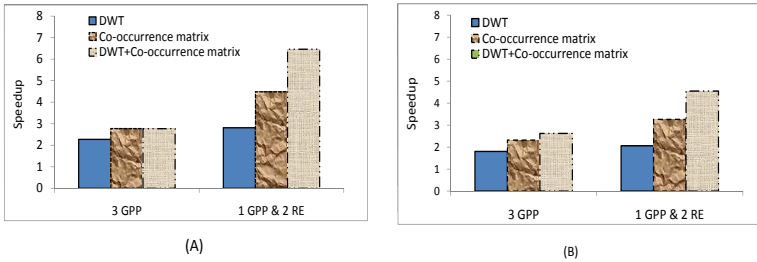 8
7
6
5
4
3
2
1
0
Speedup
DWT
Co-occurrence matrix
DWT+Co-occurrence matrix
3 GPP
1 GPP & 2 RE
(A)
8
7
6
5
4
3
2
1
0
Speedup
DWT
Co-occurrence matrix
DWT+Co-occurrence matrix
3 GPP
1 GPP & 2 RE
(B)